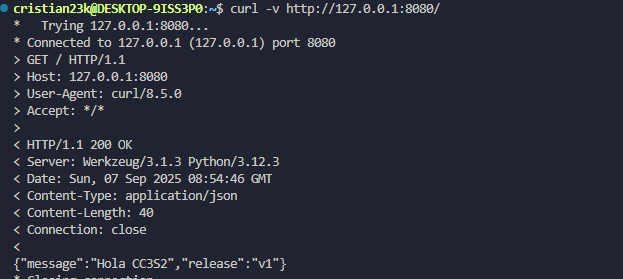 cristian23k@DESKTOP-9ISS3P0:~$ curl -v http://127.0.0.1:8080/
*   Trying 127.0.0.1:8080...
* Connected to 127.0.0.1 (127.0.0.1) port 8080
> GET / HTTP/1.1
> Host: 127.0.0.1:8080
> User-Agent: curl/8.5.0
> Accept: */*
>
< HTTP/1.1 200 OK
< Server: Werkzeug/3.1.3 Python/3.12.3
< Date: Sun, 07 Sep 2025 08:54:46 GMT
< Content-Type: application/json
< Content-Length: 40
< Connection: close
<
{"message":"Hola CC3S2","release":"v1"}
* Closing connection